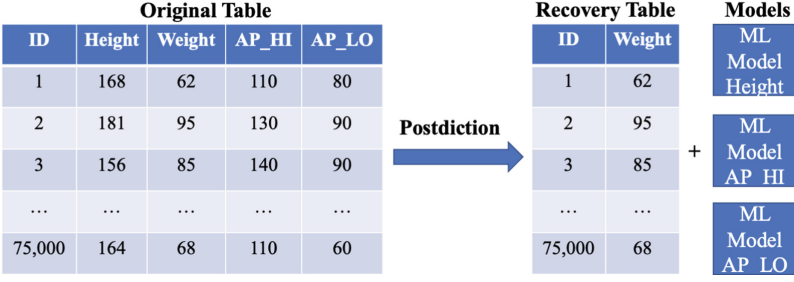 Original Table
ID Height Weight AP_HI AP_LO
1 168 62 110 80
2 181 95 130 90
3 156 85 140 90
... ... ... ... ...
75,000 164 68 110 60
Postdiction
Recovery Table
ID Weight
1 62
2 95
3 85
... ...
75,000 68
+
Models
ML
Model
Height
ML
Model
AP_HI
ML
Model
AP_LO